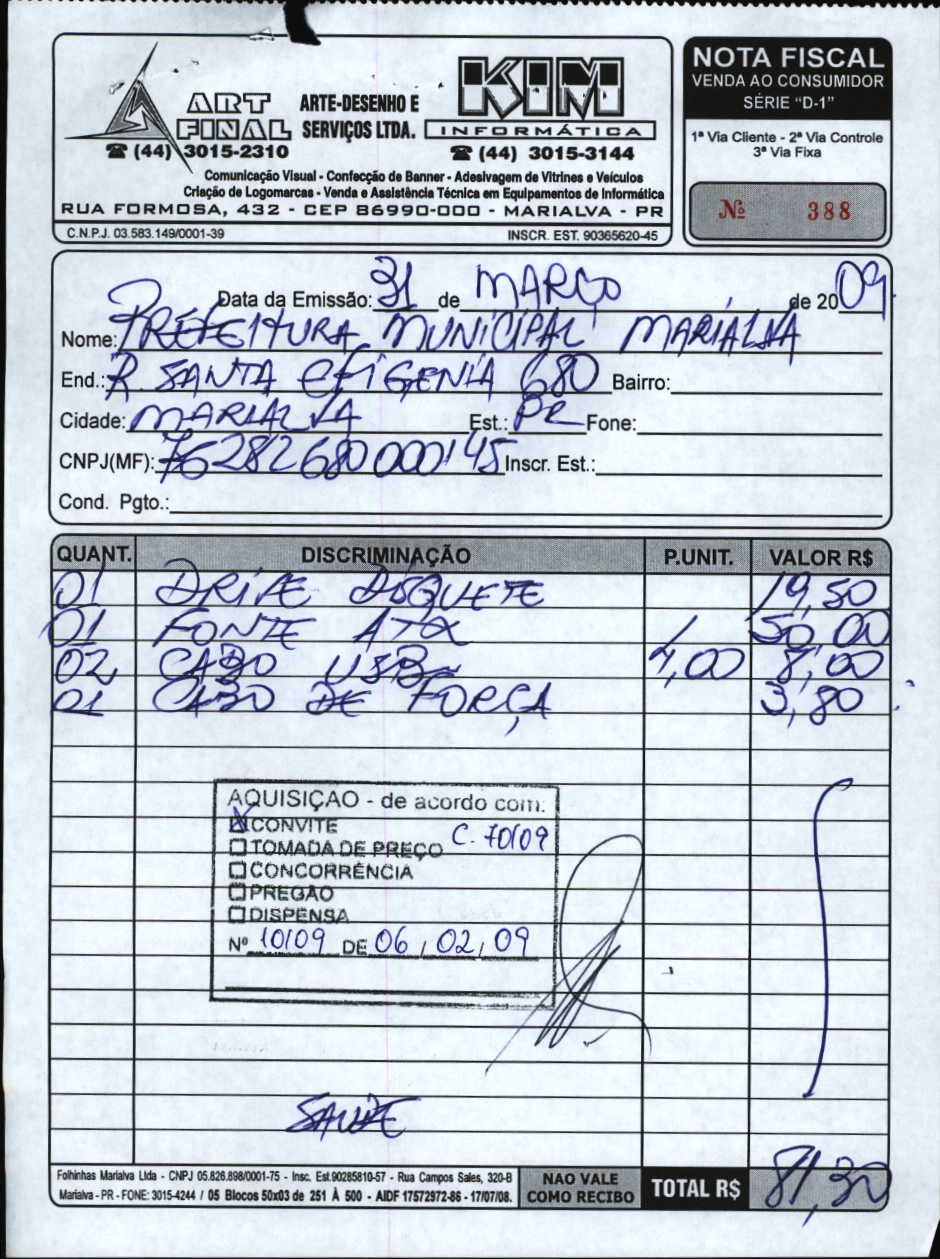 ART FINAL
(44) 3015-2310
ARTE-DESENHO E
SERVIÇOS LTDA.
KIM
INFORMÁTICA
(44) 3015-3144
Comunicação Visual - Confecção de Banner - Adesivagem de Vitrines e Veículos
Criação de Logomarcas - Venda e Assistência Técnica em Equipamentos de Informática
RUA FORMOSA, 432 - CEP 86990-000 - MARIALVA - PR
C.N.P.J. 03.583.149/0001-39 INSCR. EST. 90365620-45
NOTA FISCAL
VENDA AO CONSUMIDOR
SÉRIE "D-1"
1ª Via Cliente - 2ª Via Controle
3ª Via Fixa
Nº 388
Data da Emissão: 31 de MARÇO de 2009
Nome: PREFEITURA MUNICIPAL MARIALVA
End.: R SANTA EFIGENIA 680 Bairro:
Cidade: MARIALVA Est.: PR Fone:
CNPJ(MF): 76282680000145 Inscr. Est.:
Cond. Pgto.:
QUANT. DISCRIMINAÇÃO P.UNIT. VALOR R$
01 DRIVE DISQUETE 19,50
01 FONTE ATX 50,00
02 CABO USB 4,00 8,00
01 CABO DE FORÇA 3,80
AQUISIÇÃO - de acordo com:
CONVITE
C. 70/09
TOMADA DE PREÇO
CONCORRÊNCIA
PREGÃO
DISPENSA
Nº 10/09 DE 06/02/09
SAUDE
Folhinhas Marialva Ltda - CNPJ 05.826.898/0001-75 - Insc. Est.90285810-57 - Rua Campos Sales, 320-B
Marialva - PR - FONE: 3015-4244 / 05 Blocos 50x03 de 251 À 500 - AIDF 17572972-86 - 17/07/08.
NAO VALE
COMO RECIBO
TOTAL R$ 81,30